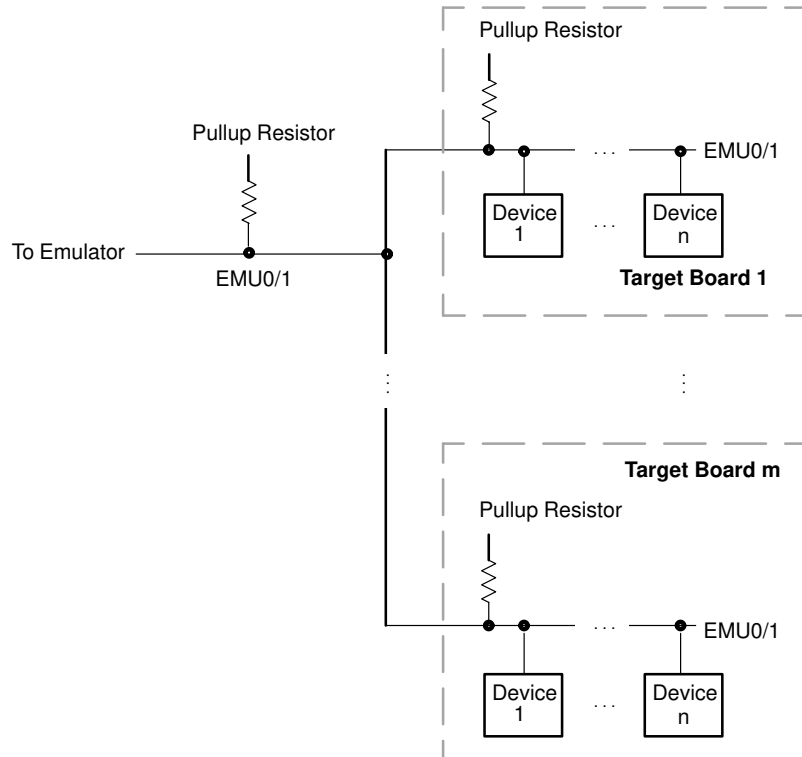 Pullup Resistor
Pullup Resistor
. . .
EMU0/1
Device
1
. . .
Device
n
To Emulator
EMU0/1
Target Board 1
. . .
. . .
Target Board m
Pullup Resistor
. . .
EMU0/1
Device
1
. . .
Device
n